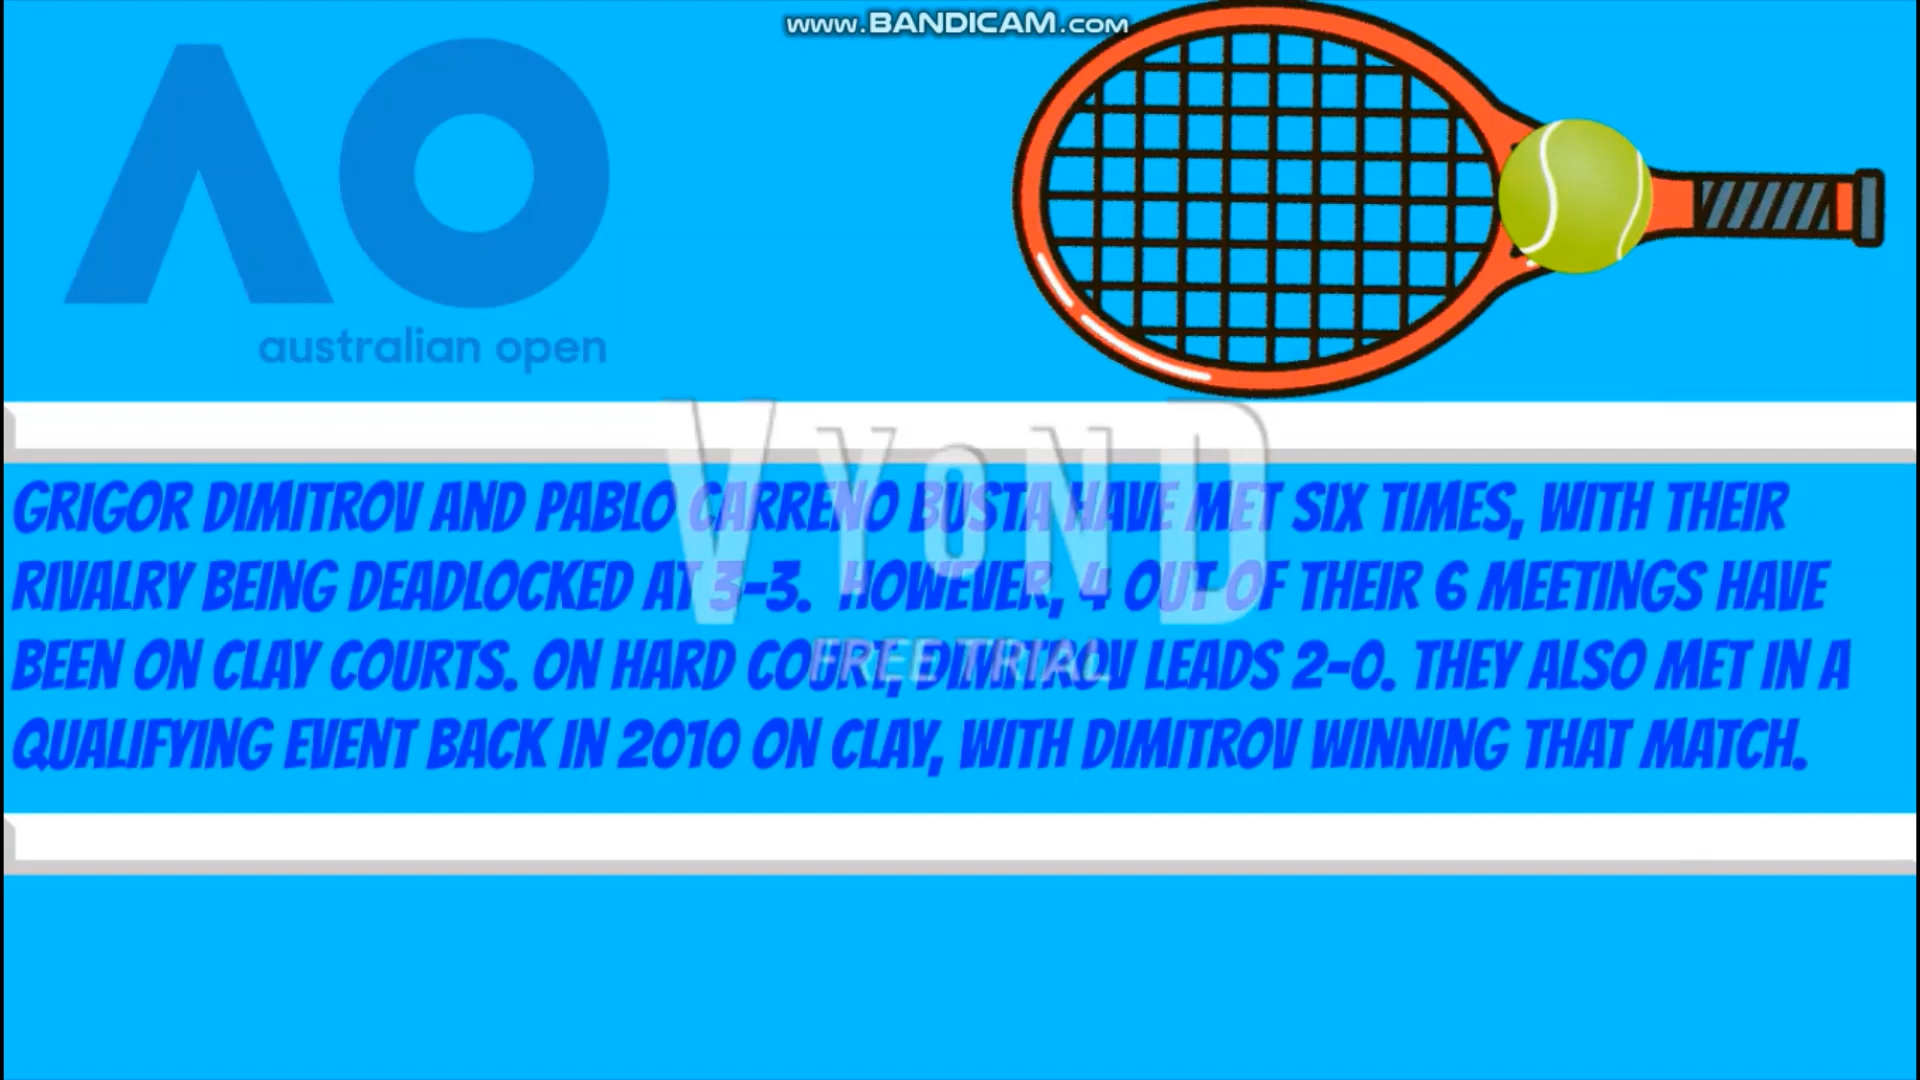 www.BANDICAM.com
AO
australian open
GRIGOR DIMITROV AND PABLO CARRENO BUSTA HAVE MET SIX TIMES, WITH THEIR
RIVALRY BEING DEADLOCKED AT 3-3. HOWEVER, 4 OUT OF THEIR 6 MEETINGS HAVE
BEEN ON CLAY COURTS. ON HARD COURT, DIMITROV LEADS 2-0. THEY ALSO MET IN A
QUALIFYING EVENT BACK IN 2010 ON CLAY, WITH DIMITROV WINNING THAT MATCH.
VYOND
FREE TRIAL